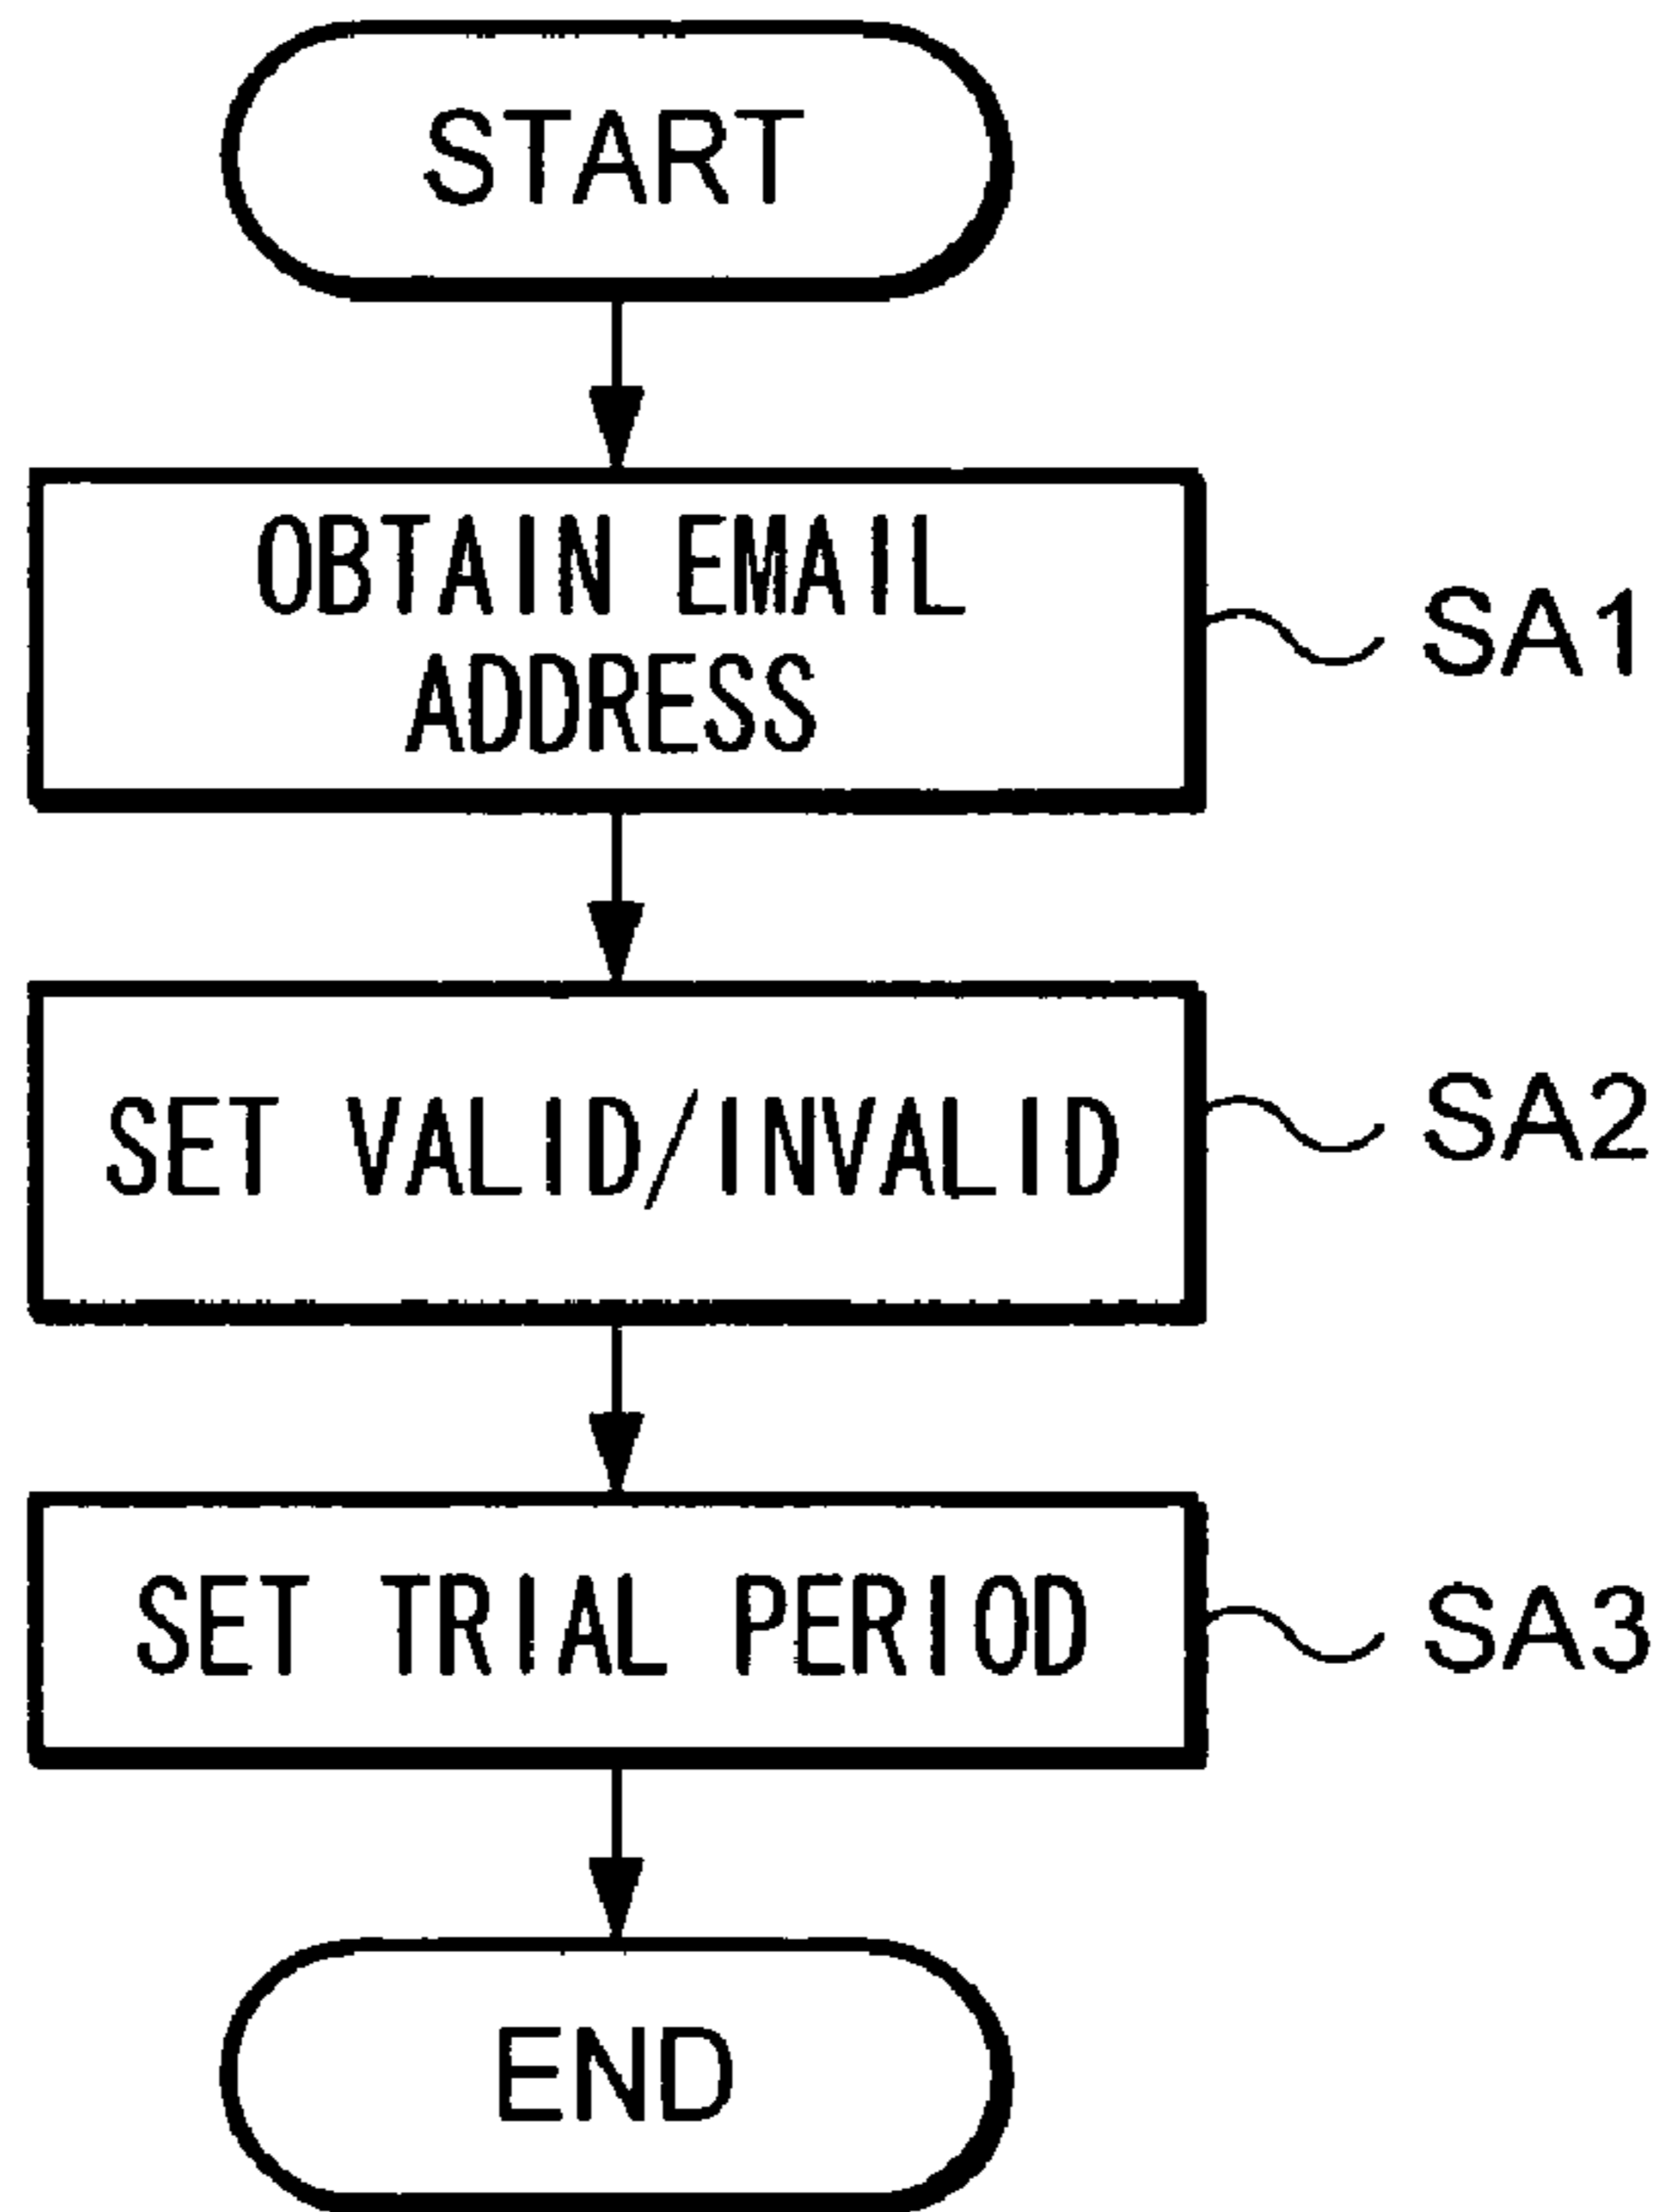 START
OBTAIN EMAIL
ADDRESS
SA1
SET VALID/INVALID
SA2
SET TRIAL PERIOD
SA3
END